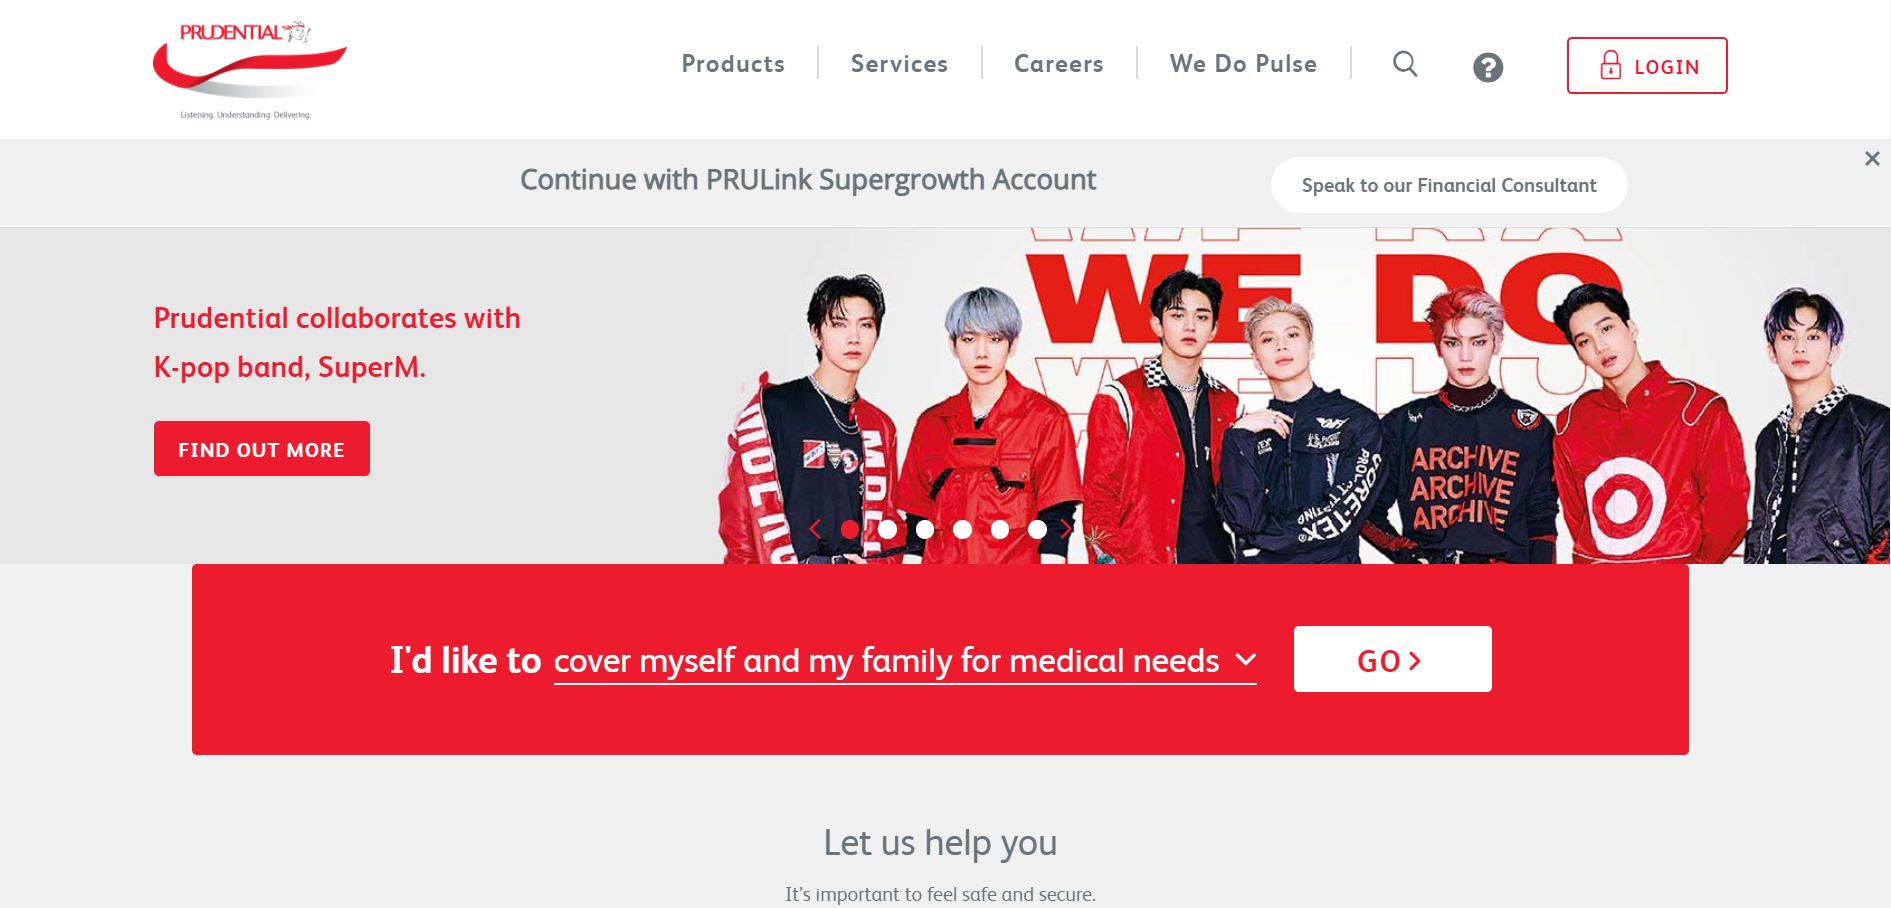 PRUDENTIAL
Listening. Understanding. Delivering.
Products
Services
Careers
We Do Pulse
LOGIN
Continue with PRULink Supergrowth Account
Speak to our Financial Consultant
Prudential collaborates with
K-pop band, SuperM.
FIND OUT MORE
WE DO
ARCHIVE
ARCHIVE
ARCHIVE
GORE-TEX
I'd like to cover myself and my family for medical needs
GO
Let us help you
It's important to feel safe and secure.